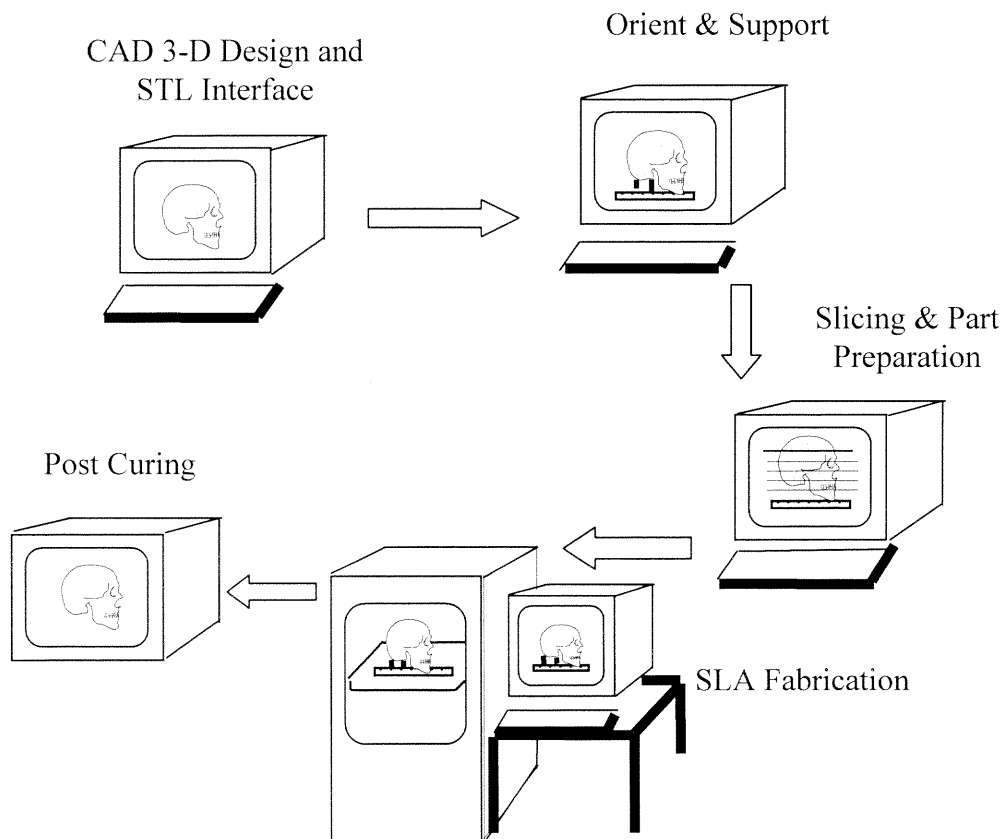 CAD 3-D Design and
STL Interface
Orient & Support
Slicing & Part
Preparation
SLA Fabrication
Post Curing